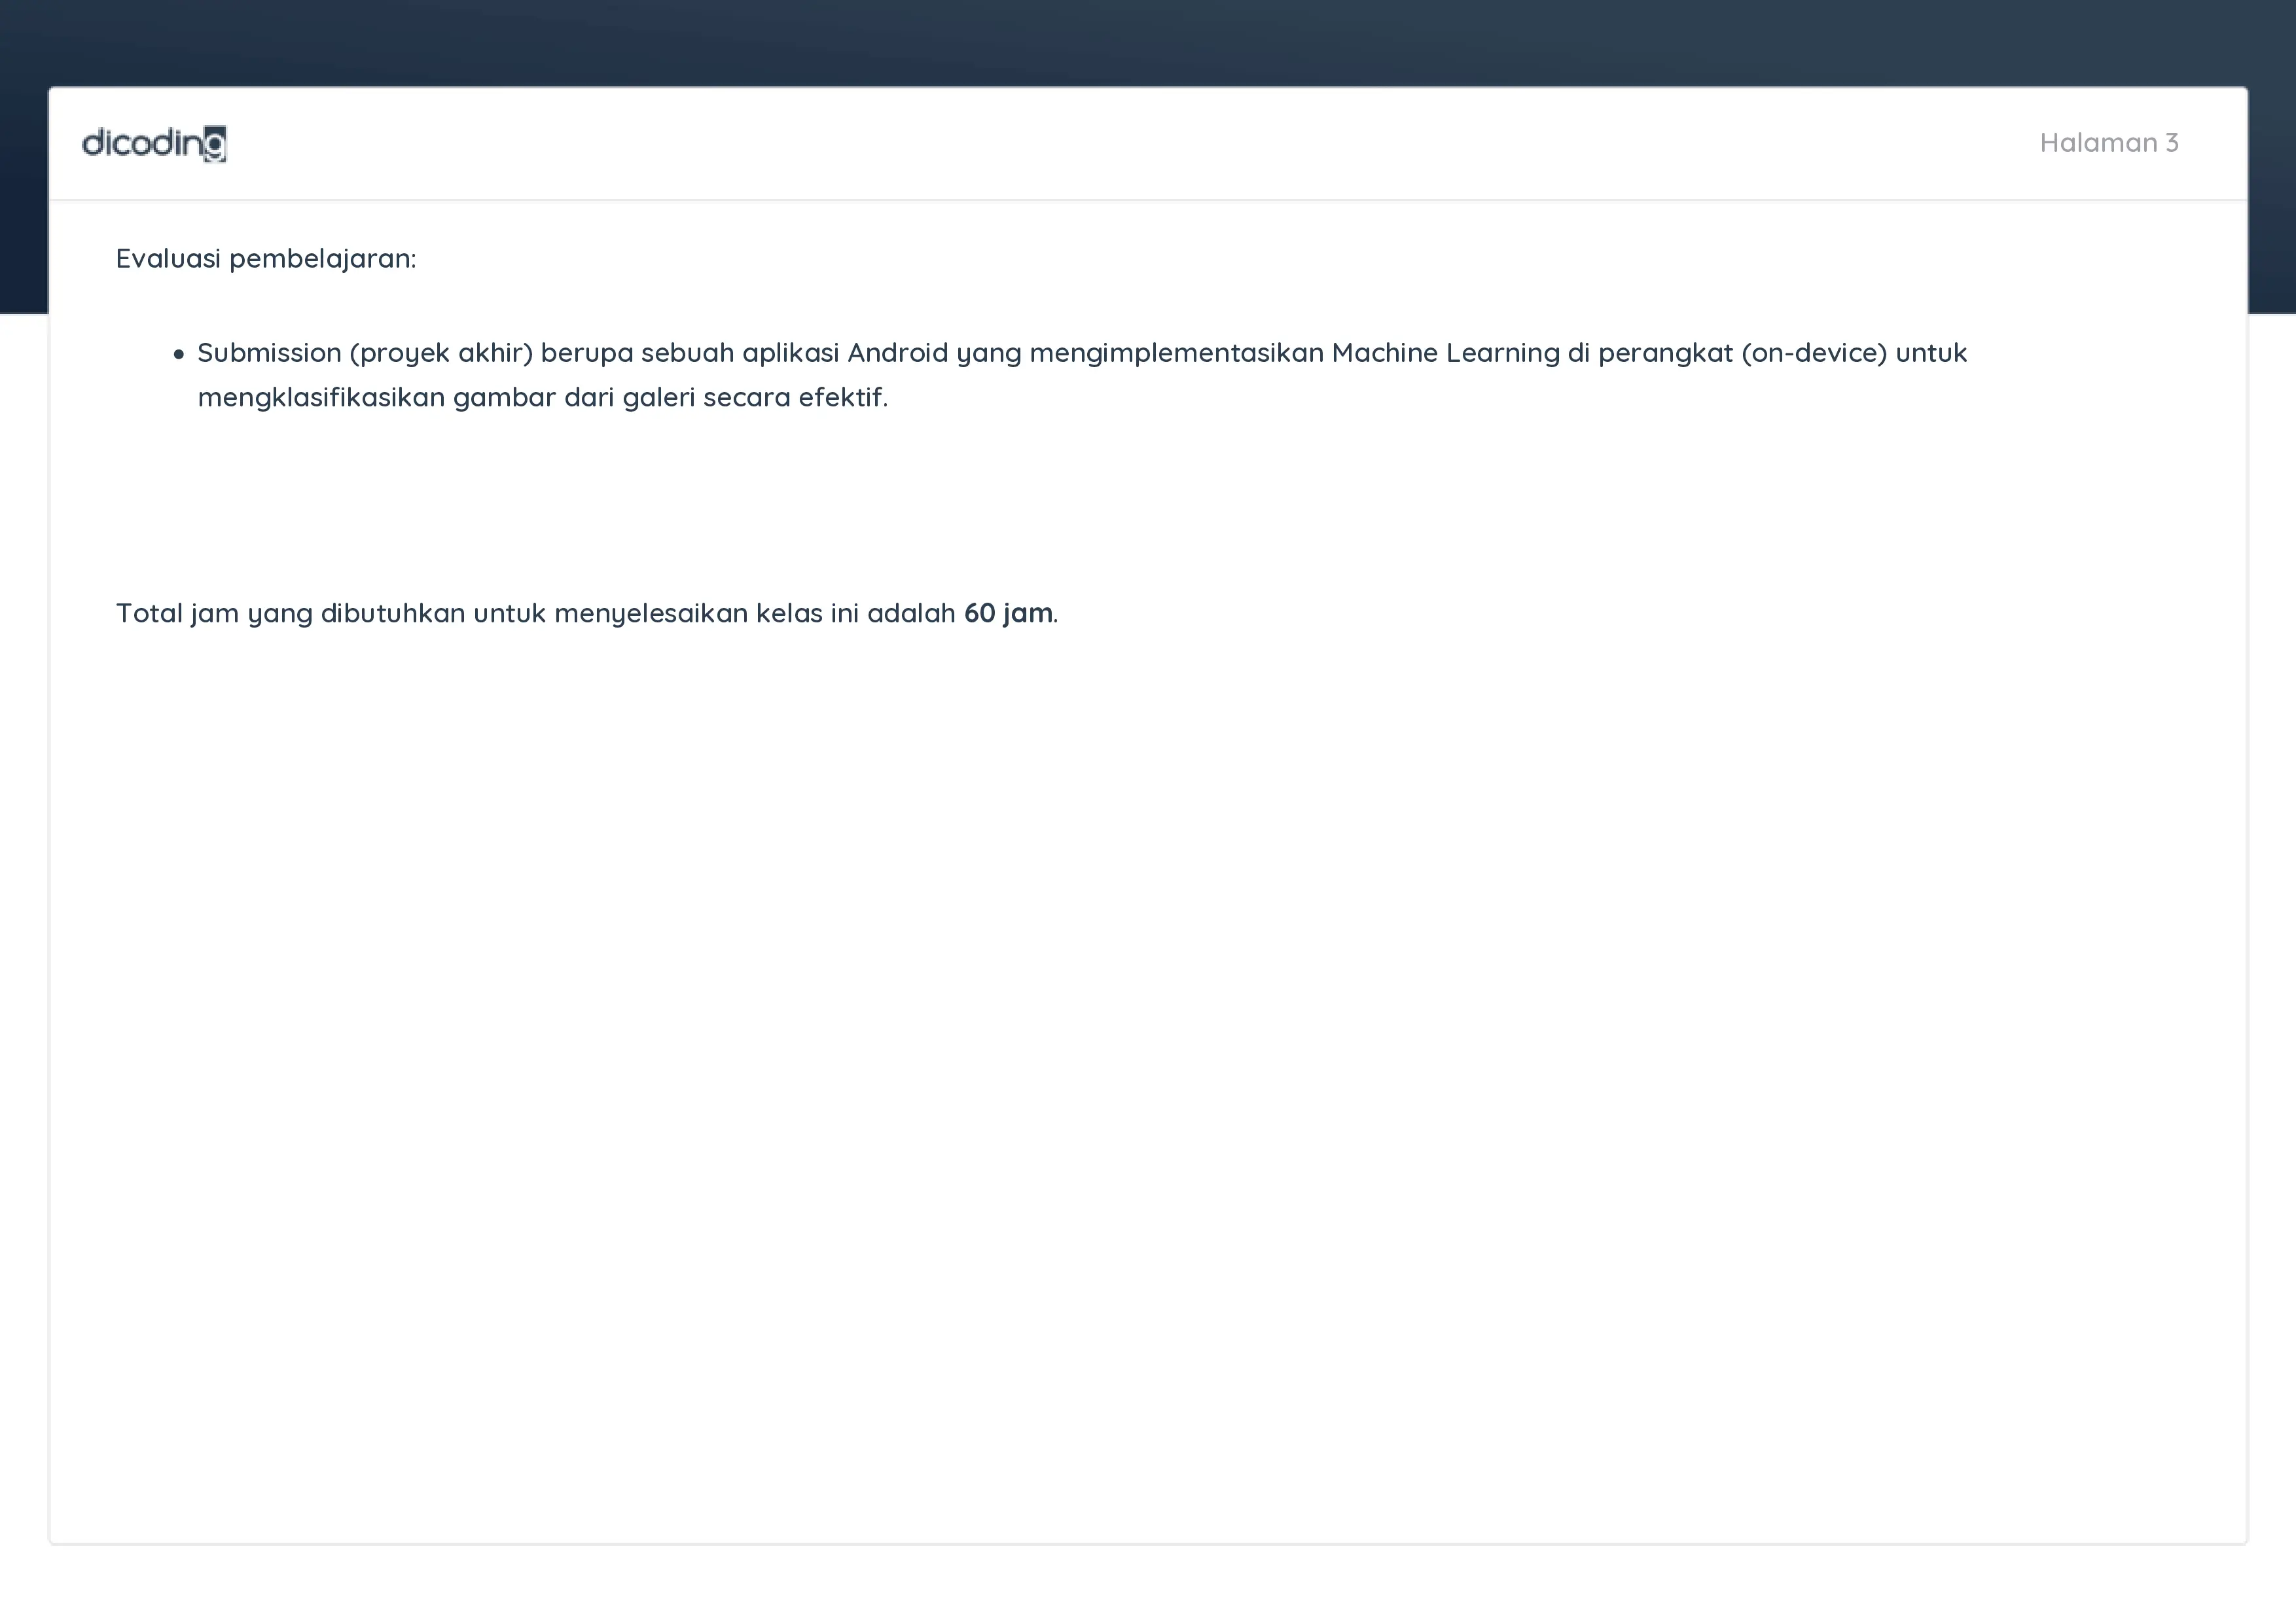 dicoding
Halaman 3
Evaluasi pembelajaran:
• Submission (proyek akhir) berupa sebuah aplikasi Android yang mengimplementasikan Machine Learning di perangkat (on-device) untuk
mengklasifikasikan gambar dari galeri secara efektif.
Total jam yang dibutuhkan untuk menyelesaikan kelas ini adalah 60 jam.